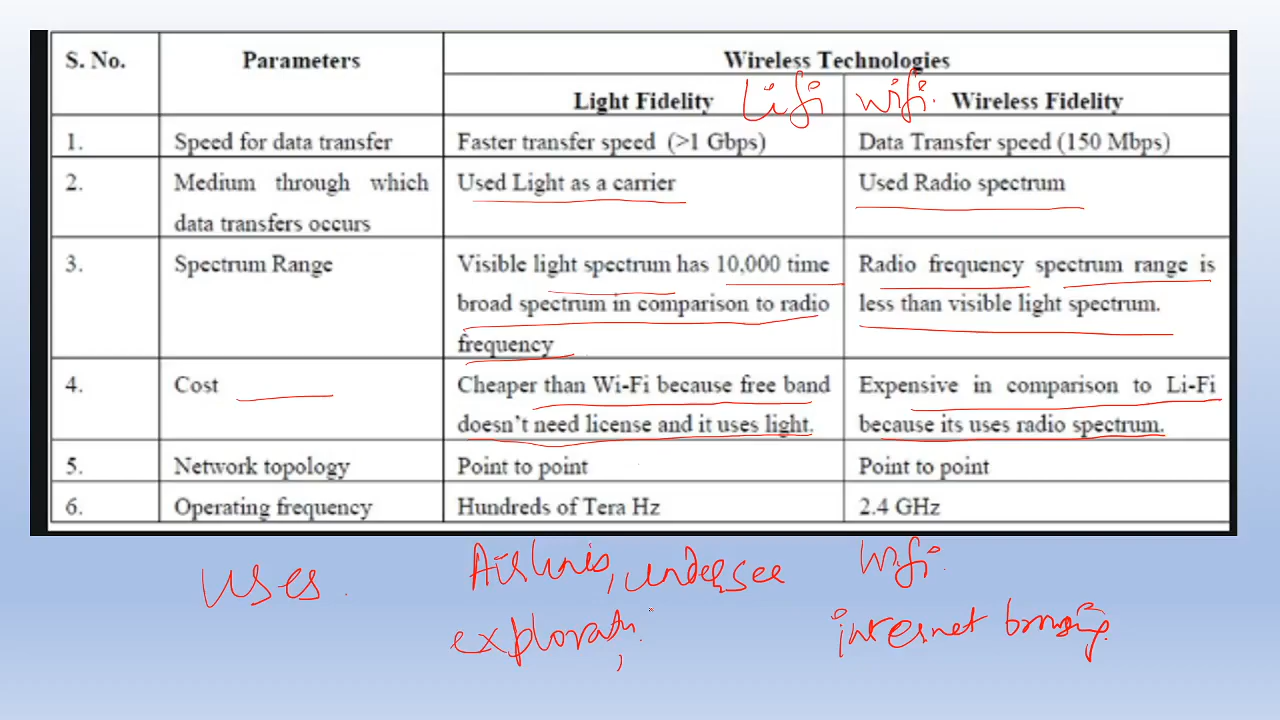 S. No. Parameters Wireless Technologies
Light Fidelity Lifi Wifi. Wireless Fidelity
1. Speed for data transfer Faster transfer speed (>1 Gbps) Data Transfer speed (150 Mbps)
2. Medium through which Used Light as a carrier Used Radio spectrum
data transfers occurs
3. Spectrum Range Visible light spectrum has 10,000 time Radio frequency spectrum range is
broad spectrum in comparison to radio less than visible light spectrum.
frequency
4. Cost Cheaper than Wi-Fi because free band Expensive in comparison to Li-Fi
doesn't need license and it uses light. because its uses radio spectrum.
5. Network topology Point to point Point to point
6. Operating frequency Hundreds of Tera Hz 2.4 GHz
Uses. Airlines, undersee Wifi.
internet